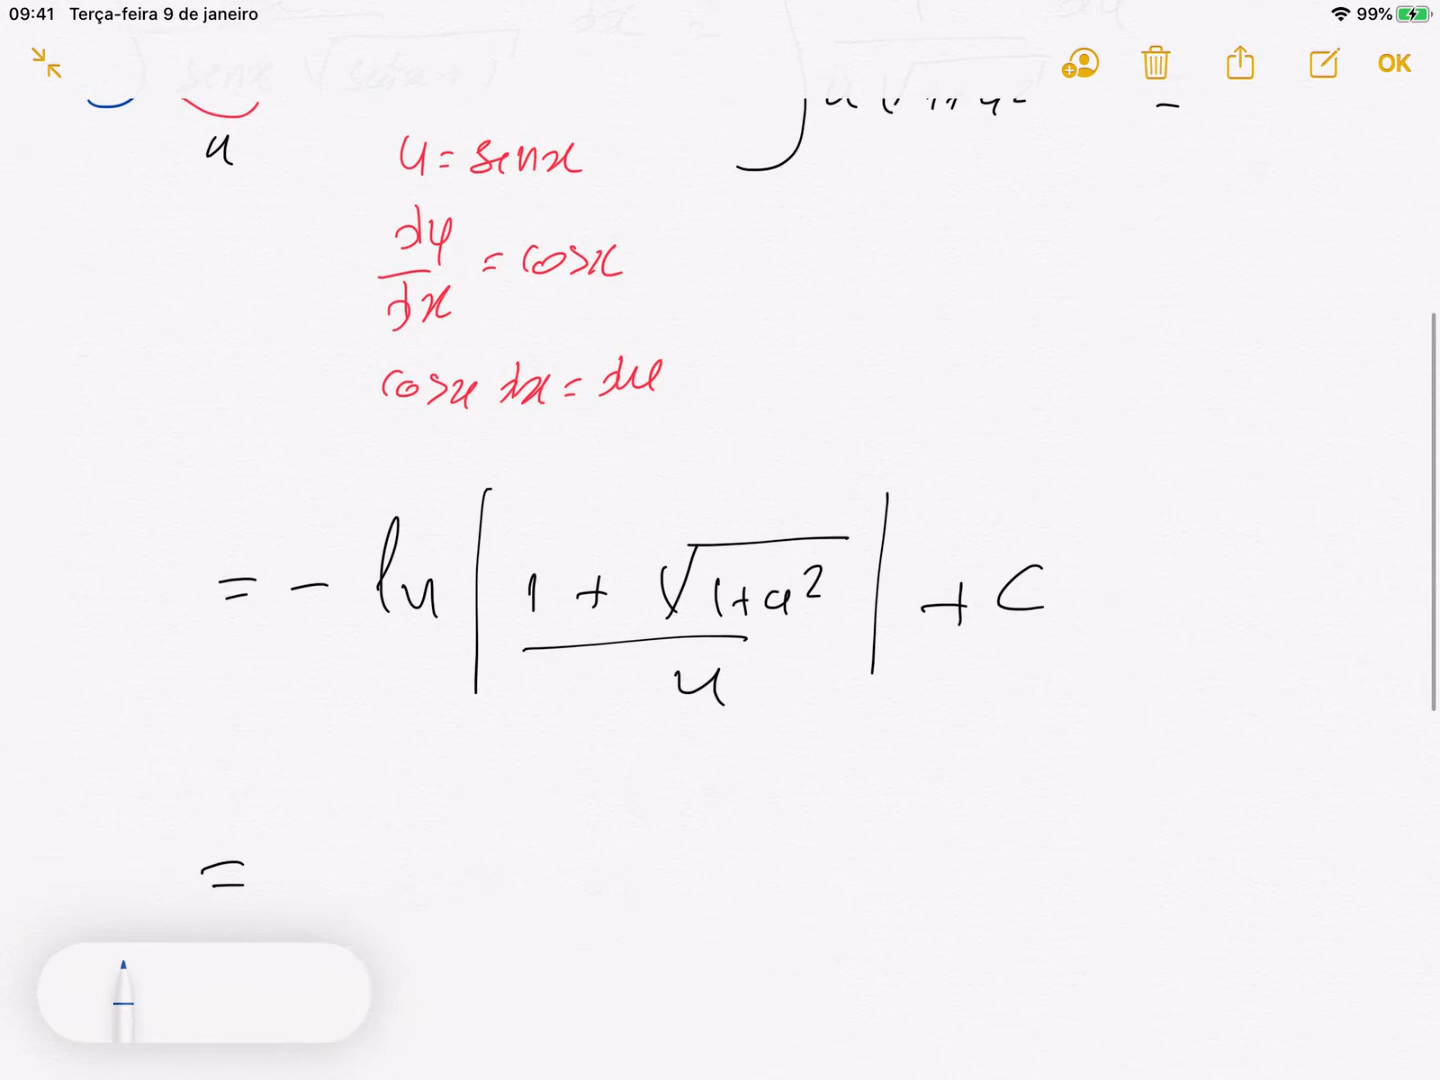 09:41 Terça-feira 9 de janeiro 99%
OK
u
u = senx
du/dx = cosx
cosx dx = du
= - ln | (1 + √(1+u²)) / u | + C
=